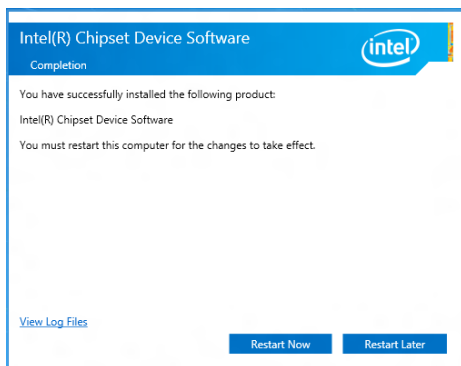 Intel(R) Chipset Device Software
intel
Completion
You have successfully installed the following product:
Intel(R) Chipset Device Software
You must restart this computer for the changes to take effect.
View Log Files
Restart Now
Restart Later